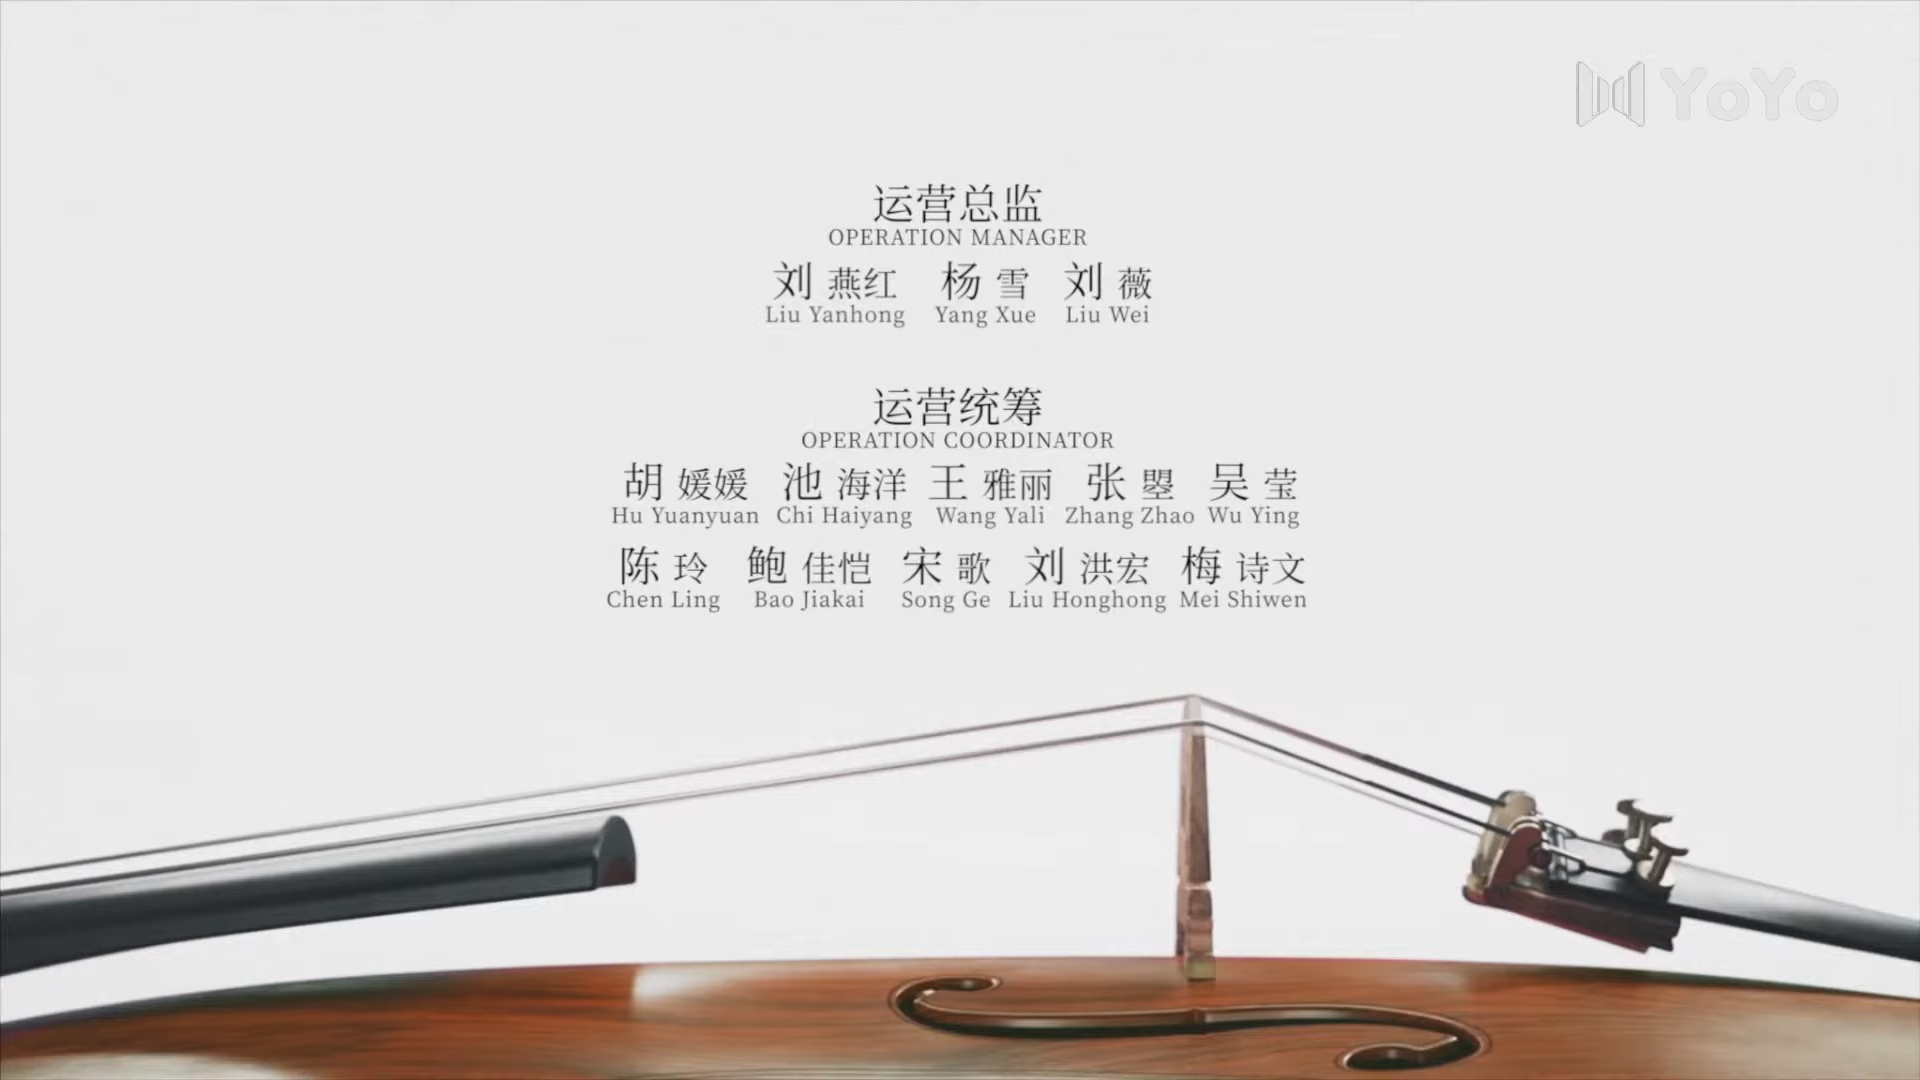 YoYo
运营总监
OPERATION MANAGER
刘 燕红 杨 雪 刘 薇
Liu Yanhong Yang Xue Liu Wei
运营统筹
OPERATION COORDINATOR
胡 媛媛 池 海洋 王 雅丽 张 曌 吴 莹
Hu Yuanyuan Chi Haiyang Wang Yali Zhang Zhao Wu Ying
陈 玲 鲍 佳恺 宋 歌 刘 洪宏 梅 诗文
Chen Ling Bao Jiakai Song Ge Liu Honghong Mei Shiwen